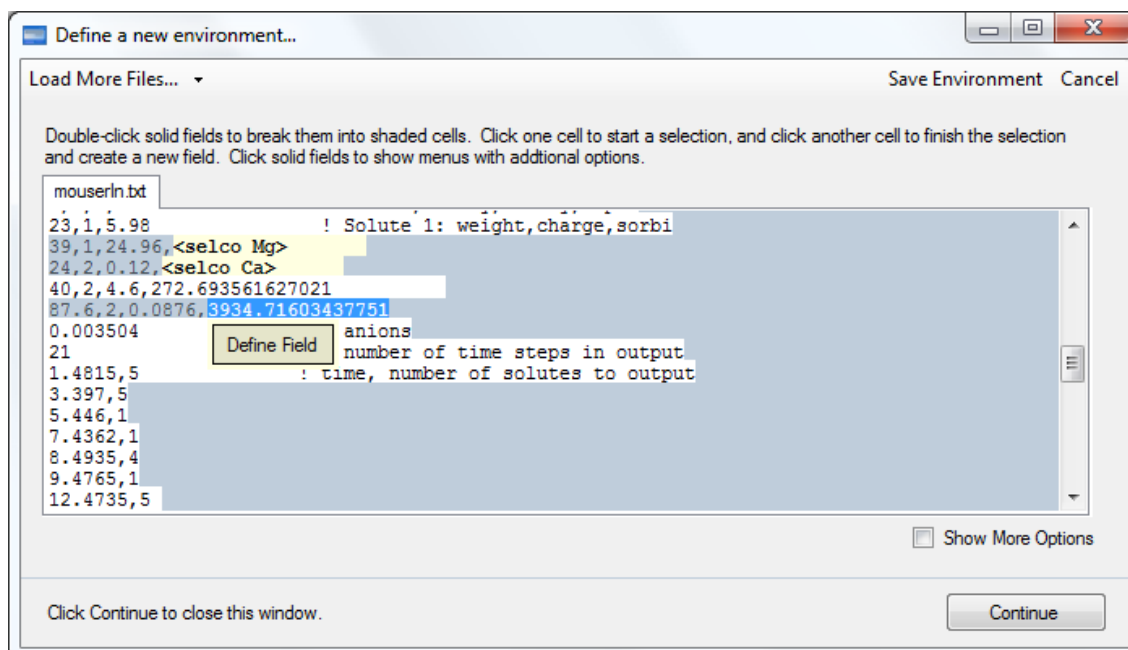 Define a new environment...
Load More Files...
Save Environment Cancel
Double-click solid fields to break them into shaded cells. Click one cell to start a selection, and click another cell to finish the selection
and create a new field. Click solid fields to show menus with addtional options.
mouserIn.txt
23,1,5.98 ! Solute 1: weight,charge,sorbi
39,1,24.96,<selco Mg>
24,2,0.12,<selco Ca>
40,2,4.6,272.693561627021
87.6,2,0.0876,3934.71603437751
0.003504 anions
21 number of time steps in output
Define Field
1.4815,5 ! time, number of solutes to output
3.397,5
5.446,1
7.4362,1
8.4935,4
9.4765,1
12.4735,5
Show More Options
Click Continue to close this window.
Continue